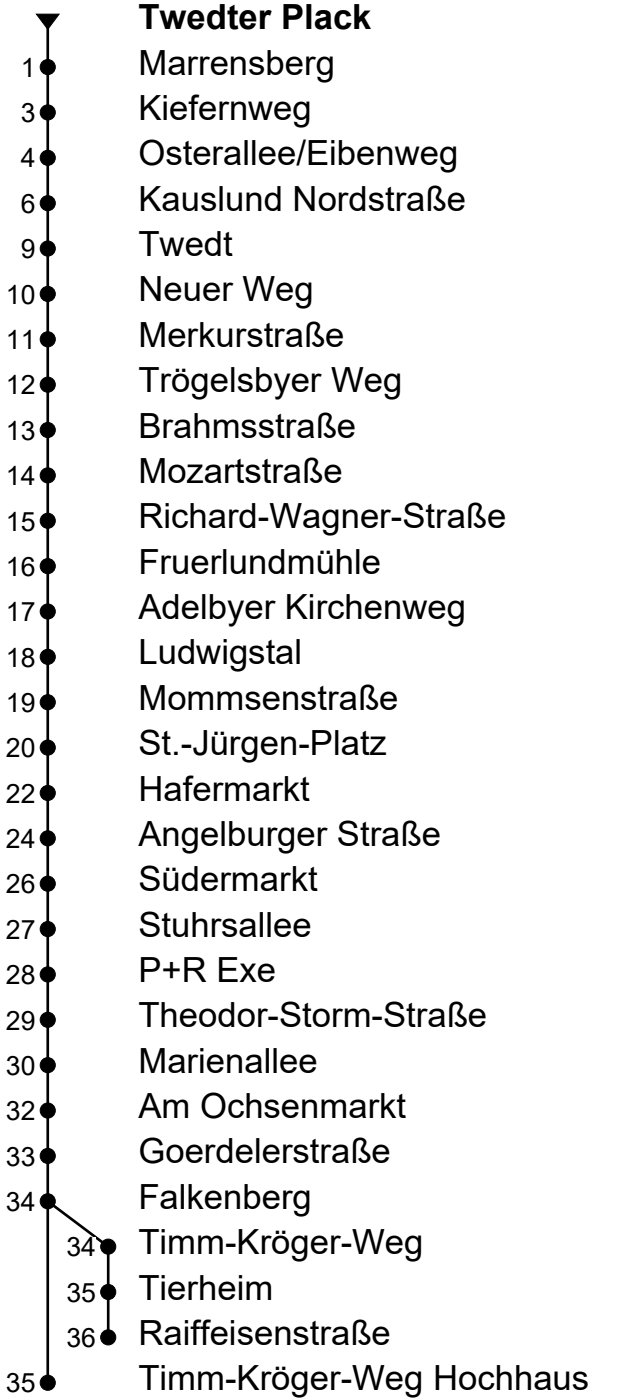 Twedter Plack
1 Marrensberg
3 Kiefernweg
4 Osterallee/Eibenweg
6 Kauslund Nordstraße
9 Twedt
10 Neuer Weg
11 Merkurstraße
12 Trögelsbyer Weg
13 Brahmsstraße
14 Mozartstraße
15 Richard-Wagner-Straße
16 Fruerlundmühle
17 Adelbyer Kirchenweg
18 Ludwigstal
19 Mommsenstraße
20 St.-Jürgen-Platz
22 Hafermarkt
24 Angelburger Straße
26 Südermarkt
27 Stuhrsallee
28 P+R Exe
29 Theodor-Storm-Straße
30 Marienallee
32 Am Ochsenmarkt
33 Goerdelerstraße
34 Falkenberg
34 Timm-Kröger-Weg
35 Tierheim
36 Raiffeisenstraße
35 Timm-Kröger-Weg Hochhaus